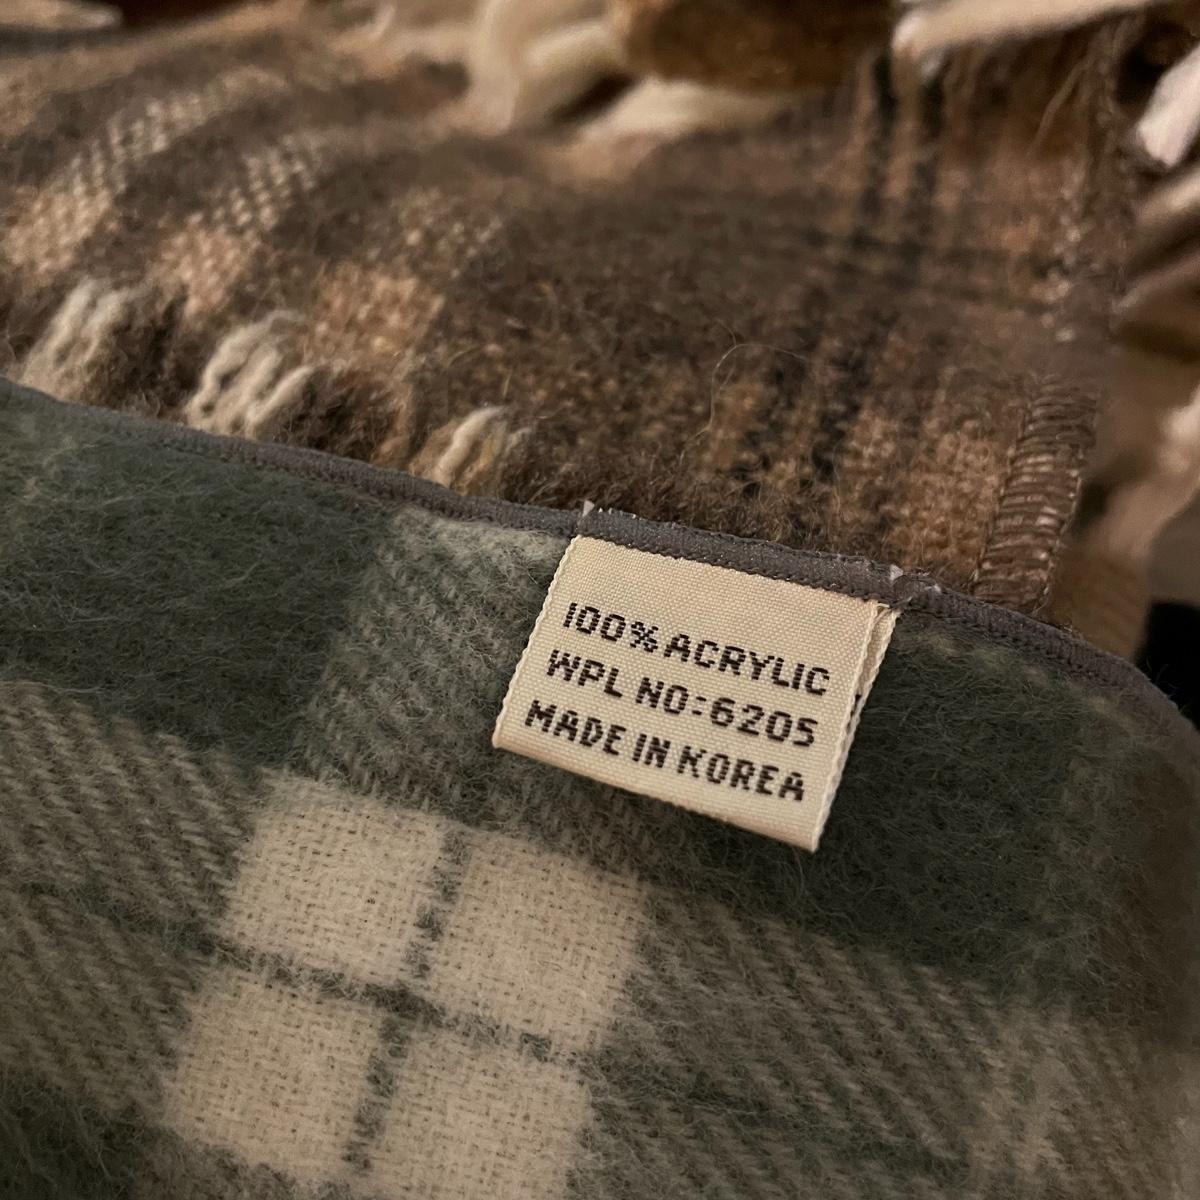 100% ACRYLIC
WPL NO:6205
MADE IN KOREA